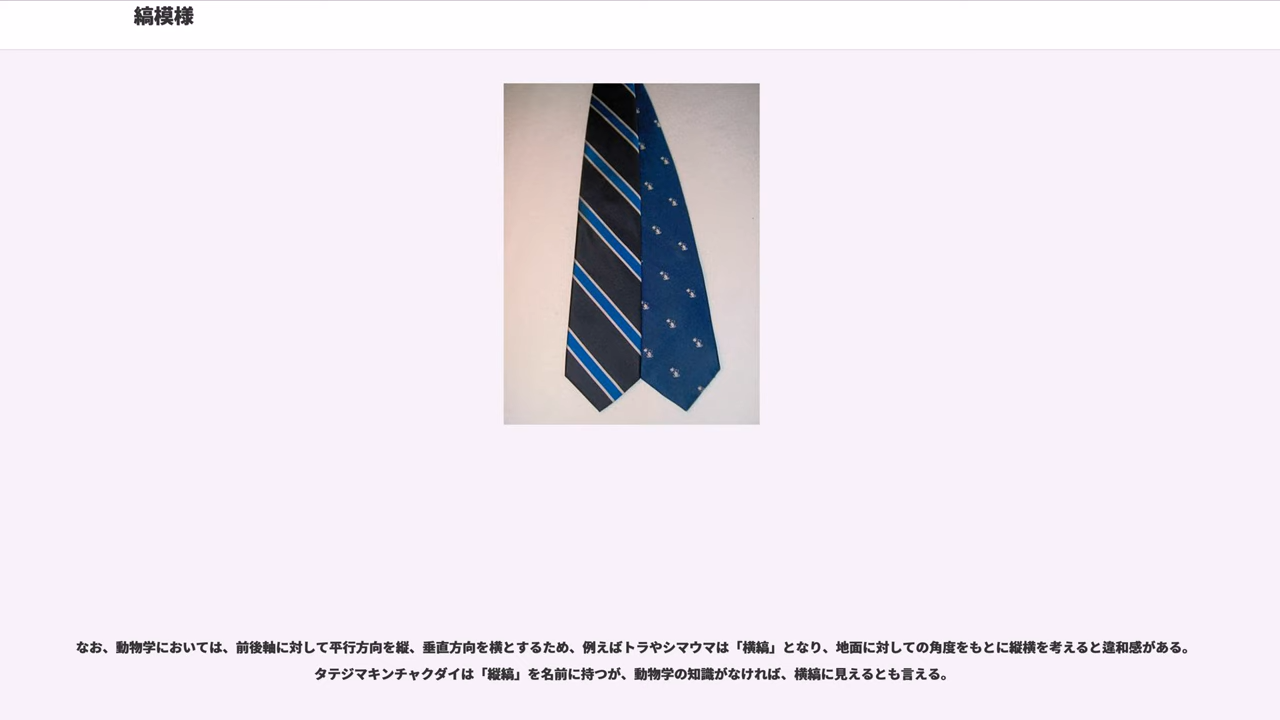 縞模様
なお、動物学においては、前後軸に対して平行方向を縦、垂直方向を横とするため、例えばトラやシマウマは「横縞」となり、地面に対しての角度をもとに縦横を考えると違和感がある。
タテジマキンチャクダイは「縦縞」を名前に持つが、動物学の知識がなければ、横縞に見えるとも言える。